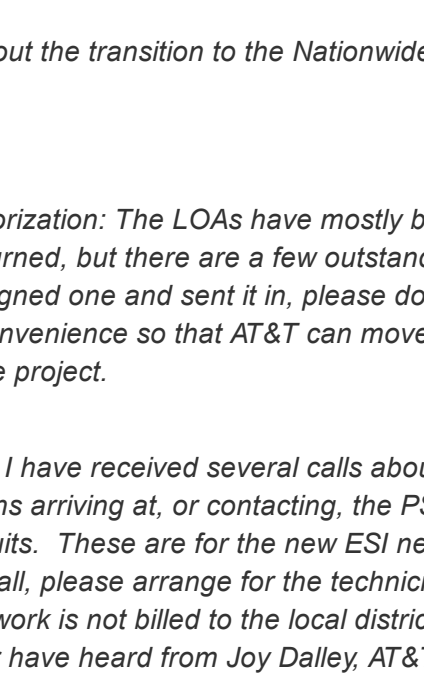 out the transition to the Nationwide
orization: The LOAs have mostly b
urned, but there are a few outstand
igned one and sent it in, please do
nvenience so that AT&T can move
e project.
I have received several calls abou
ns arriving at, or contacting, the PS
uits.  These are for the new ESI ne
all, please arrange for the technici
work is not billed to the local distric
have heard from Joy Dalley, AT&T